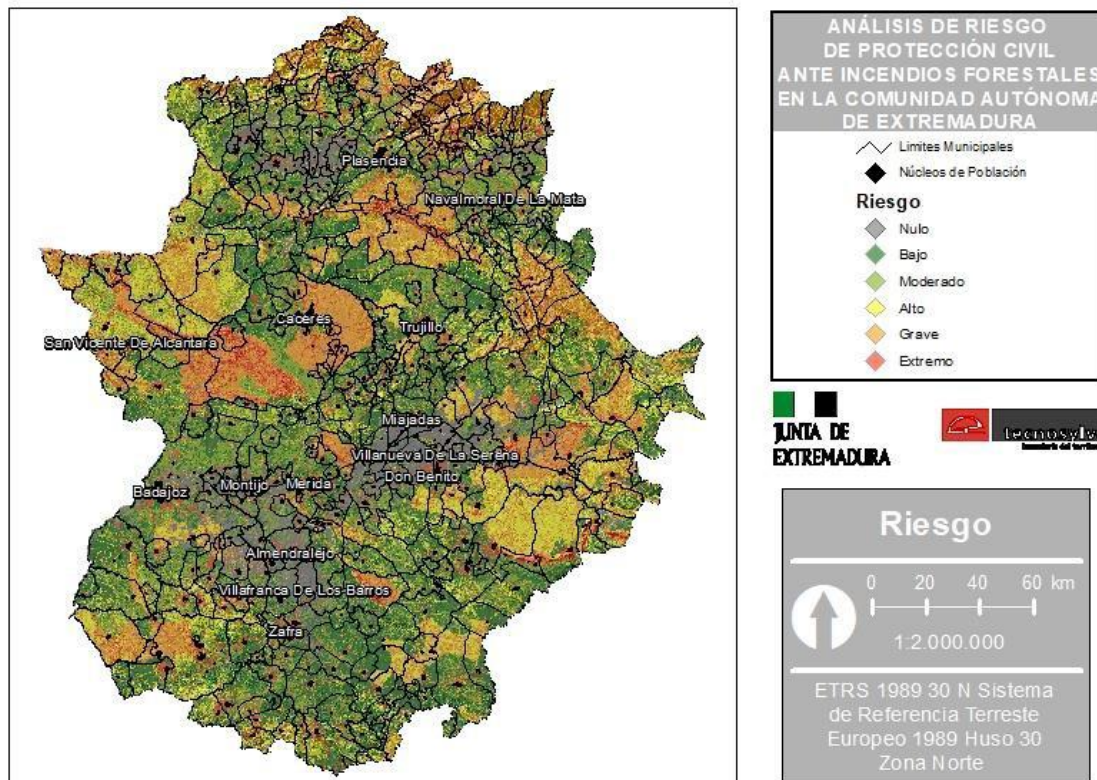 Plasencia
Navalmoral De La Mata
Caceres
Trujillo
San Vicente De Alcantara
Miajadas
Villanueva De La Serena
Don Benito
Badajoz
Montijo
Merida
Almendralejo
Villafranca De Los Barros
Zafra
ANÁLISIS DE RIESGO
DE PROTECCIÓN CIVIL
ANTE INCENDIOS FORESTALES
EN LA COMUNIDAD AUTÓNOMA
DE EXTREMADURA
Limites Municipales
Núcleos de Población
Riesgo
Nulo
Bajo
Moderado
Alto
Grave
Extremo
JUNTA DE
EXTREMADURA
tecnosylv
Riesgo
0 20 40 60 km
1:2.000.000
ETRS 1989 30 N Sistema
de Referencia Terreste
Europeo 1989 Huso 30
Zona Norte